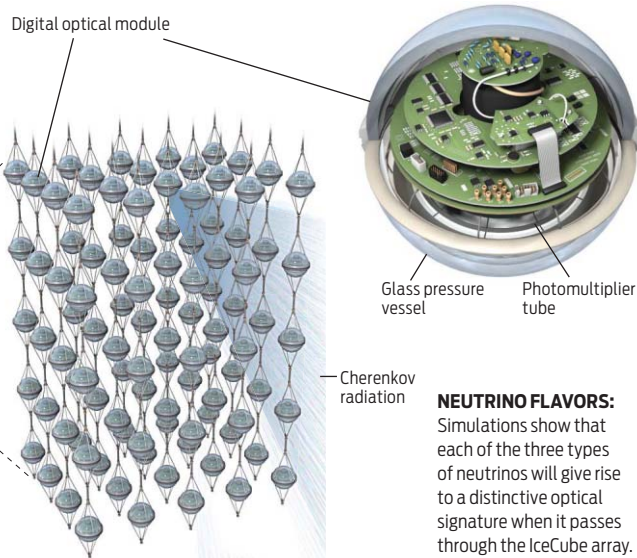 Digital optical module
Glass pressure
vessel
Photomultiplier
tube
Cherenkov
radiation
NEUTRINO FLAVORS:
Simulations show that
each of the three types
of neutrinos will give rise
to a distinctive optical
signature when it passes
through the IceCube array.